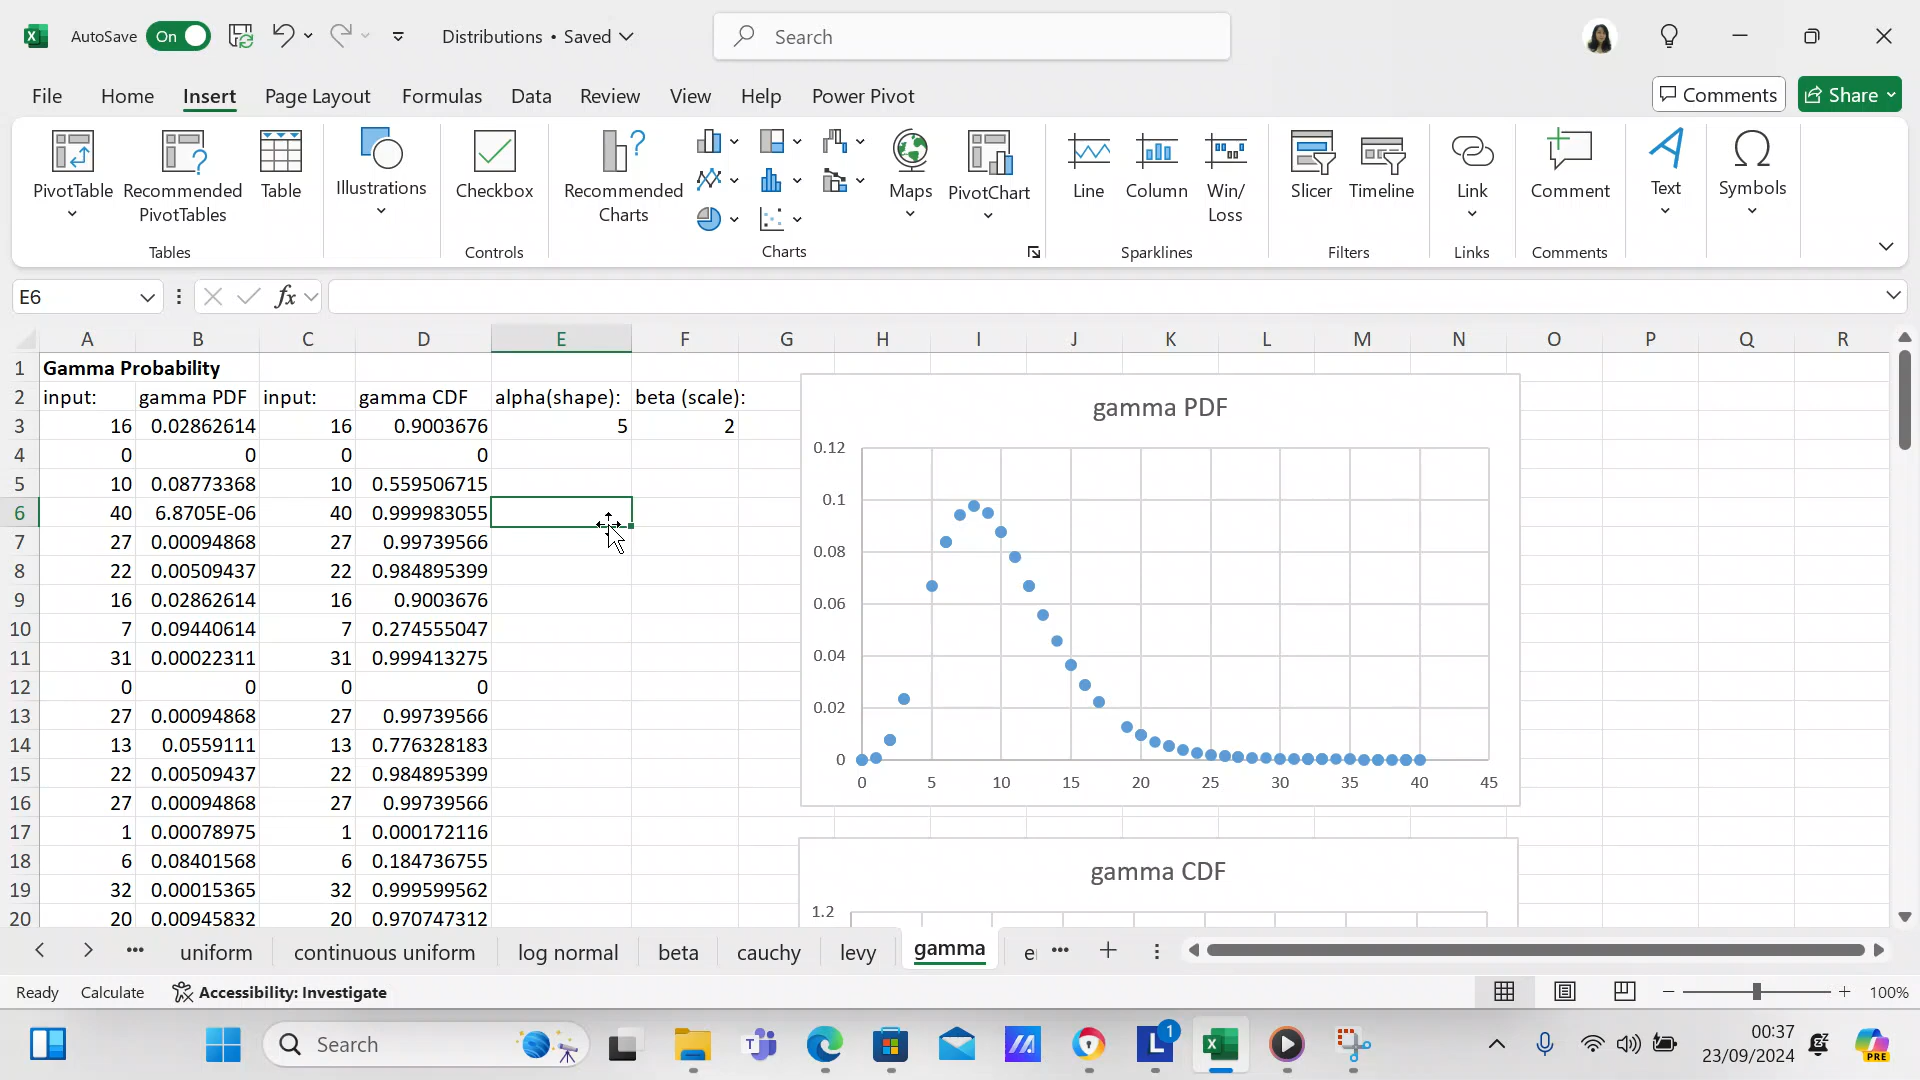 AutoSave On Distributions • Saved Search
File Home Insert Page Layout Formulas Data Review View Help Power Pivot Comments Share
PivotTable Recommended PivotTables Table Illustrations Checkbox Recommended Charts Maps PivotChart Line Column Win/ Loss Slicer Timeline Link Comment Text Symbols
Tables Controls Charts Sparklines Filters Links Comments
E6 fx
A B C D E F G H I J K L M N O P Q R
1 Gamma Probability
2 input: gamma PDF input: gamma CDF alpha(shape): beta (scale):
3 16 0.02862614 16 0.9003676 5 2
4 0 0 0 0
5 10 0.08773368 10 0.559506715
6 40 6.8705E-06 40 0.999983055
7 27 0.00094868 27 0.99739566
8 22 0.00509437 22 0.984895399
9 16 0.02862614 16 0.9003676
10 7 0.09440614 7 0.274555047
11 31 0.00022311 31 0.999413275
12 0 0 0 0
13 27 0.00094868 27 0.99739566
14 13 0.0559111 13 0.776328183
15 22 0.00509437 22 0.984895399
16 27 0.00094868 27 0.99739566
17 1 0.00078975 1 0.000172116
18 6 0.08401568 6 0.184736755
19 32 0.00015365 32 0.999599562
20 20 0.00945832 20 0.970747312
gamma PDF
0.12
0.1
0.08
0.06
0.04
0.02
0
0 5 10 15 20 25 30 35 40 45
gamma CDF
1.2
uniform continuous uniform log normal beta cauchy levy gamma e
Ready Calculate Accessibility: Investigate 100%
Search 1 00:37
23/09/2024 PRE